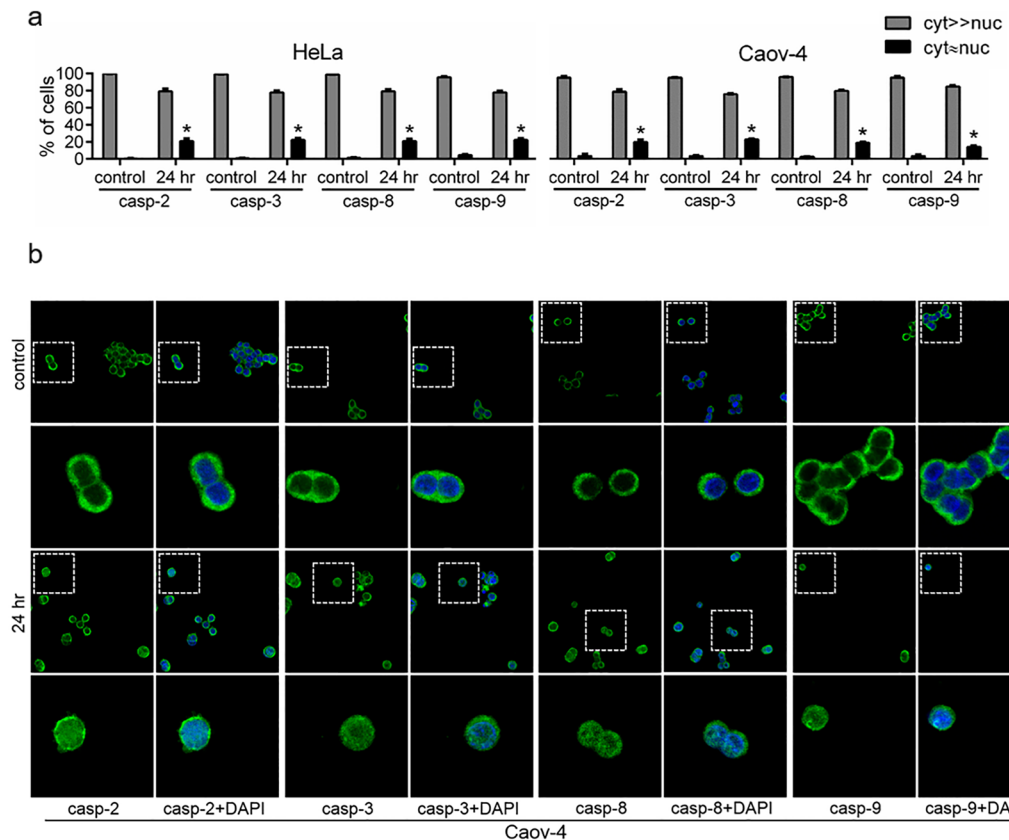 a
cyt>>nuc
cyt≈nuc
HeLa
Caov-4
% of cells
100
80
60
40
20
0
* * * * * * * *
control 24 hr control 24 hr control 24 hr control 24 hr control 24 hr control 24 hr control 24 hr control 24 hr
casp-2 casp-3 casp-8 casp-9 casp-2 casp-3 casp-8 casp-9
b
control
24 hr
casp-2 casp-2+DAPI casp-3 casp-3+DAPI casp-8 casp-8+DAPI casp-9 casp-9+DA
Caov-4